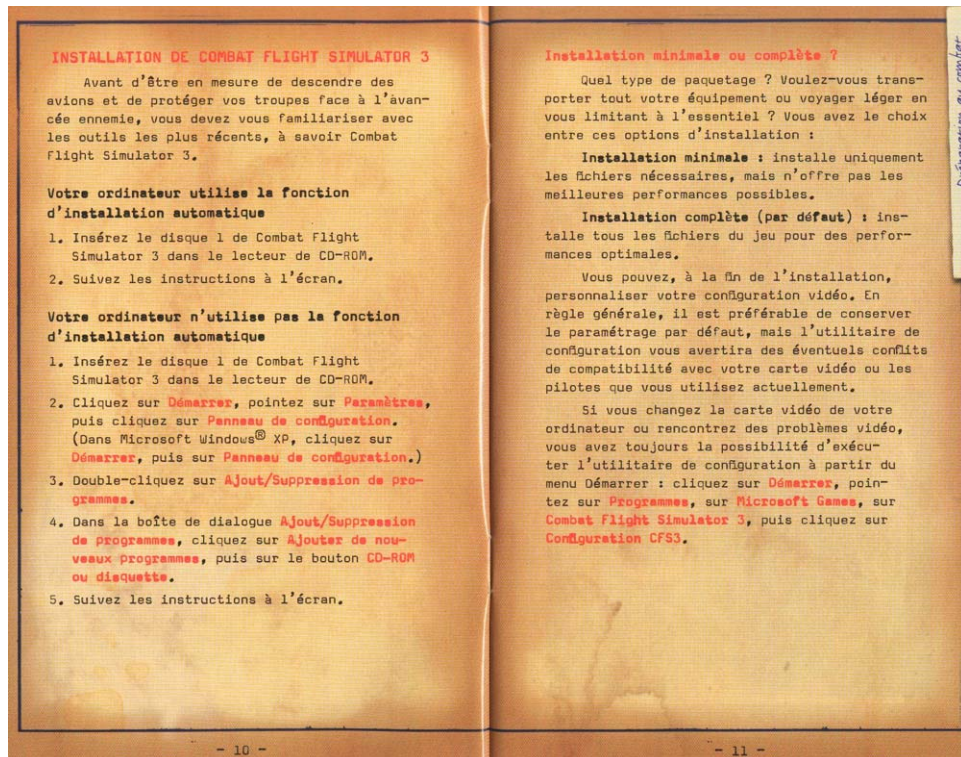 INSTALLATION DE COMBAT FLIGHT SIMULATOR 3
Avant d'être en mesure de descendre des
avions et de protéger vos troupes face à l'avan-
cée ennemie, vous devez vous familiariser avec
les outils les plus récents, à savoir Combat
Flight Simulator 3.
Votre ordinateur utilise la fonction
d'installation automatique
1. Insérez le disque 1 de Combat Flight
Simulator 3 dans le lecteur de CD-ROM.
2. Suivez les instructions à l'écran.
Votre ordinateur n'utilise pas la fonction
d'installation automatique
1. Insérez le disque 1 de Combat Flight
Simulator 3 dans le lecteur de CD-ROM.
2. Cliquez sur Démarrer, pointez sur Paramètres,
puis cliquez sur Panneau de configuration.
(Dans Microsoft Windows® XP, cliquez sur
Démarrer, puis sur Panneau de configuration.)
3. Double-cliquez sur Ajout/Suppression de pro-
grammes.
4. Dans la boîte de dialogue Ajout/Suppression
de programmes, cliquez sur Ajouter de nou-
veaux programmes, puis sur le bouton CD-ROM
ou disquette.
5. Suivez les instructions à l'écran.
- 10 -
Installation minimale ou complète ?
Quel type de paquetage ? Voulez-vous trans-
porter tout votre équipement ou voyager léger en
vous limitant à l'essentiel ? Vous avez le choix
entre ces options d'installation :
Installation minimale : installe uniquement
les fichiers nécessaires, mais n'offre pas les
meilleures performances possibles.
Installation complète (par défaut) : ins-
talle tous les fichiers du jeu pour des perfor-
mances optimales.
Vous pouvez, à la fin de l'installation,
personnaliser votre configuration vidéo. En
règle générale, il est préférable de conserver
le paramétrage par défaut, mais l'utilitaire de
configuration vous avertira des éventuels conflits
de compatibilité avec votre carte vidéo ou les
pilotes que vous utilisez actuellement.
Si vous changez la carte vidéo de votre
ordinateur ou rencontrez des problèmes vidéo,
vous avez toujours la possibilité d'exécu-
ter l'utilitaire de configuration à partir du
menu Démarrer : cliquez sur Démarrer, poin-
tez sur Programmes, sur Microsoft Games, sur
Combat Flight Simulator 3, puis cliquez sur
Configuration CFS3.
- 11 -
au combat